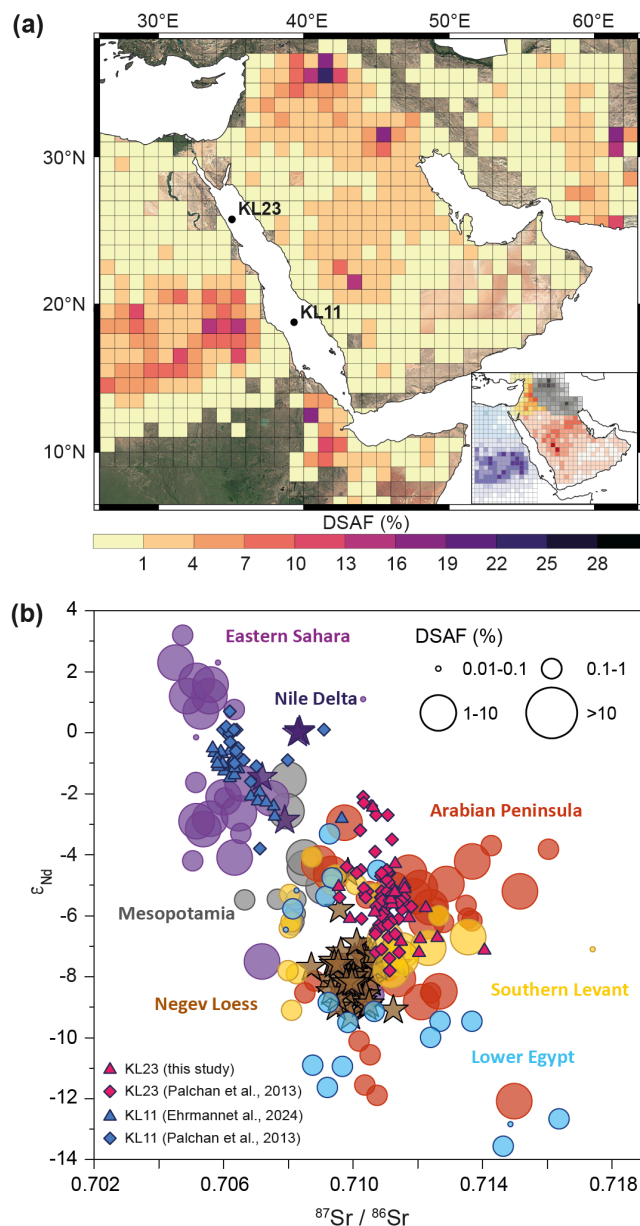 (a)
30°E 40°E 50°E 60°E
30°N
20°N
10°N
KL23
KL11
DSAF (%)
1 4 7 10 13 16 19 22 25 28
(b)
4
2
0
-2
-4
-6
-8
-10
-12
-14
εNd
Eastern Sahara
DSAF (%)
0.01-0.1 0.1-1
1-10 >10
Nile Delta
Arabian Peninsula
Mesopotamia
Negev Loess
Southern Levant
Lower Egypt
KL23 (this study)
KL23 (Palchan et al., 2013)
KL11 (Ehrmannet al., 2024)
KL11 (Palchan et al., 2013)
0.702 0.706 0.710 0.714 0.718
87Sr / 86Sr